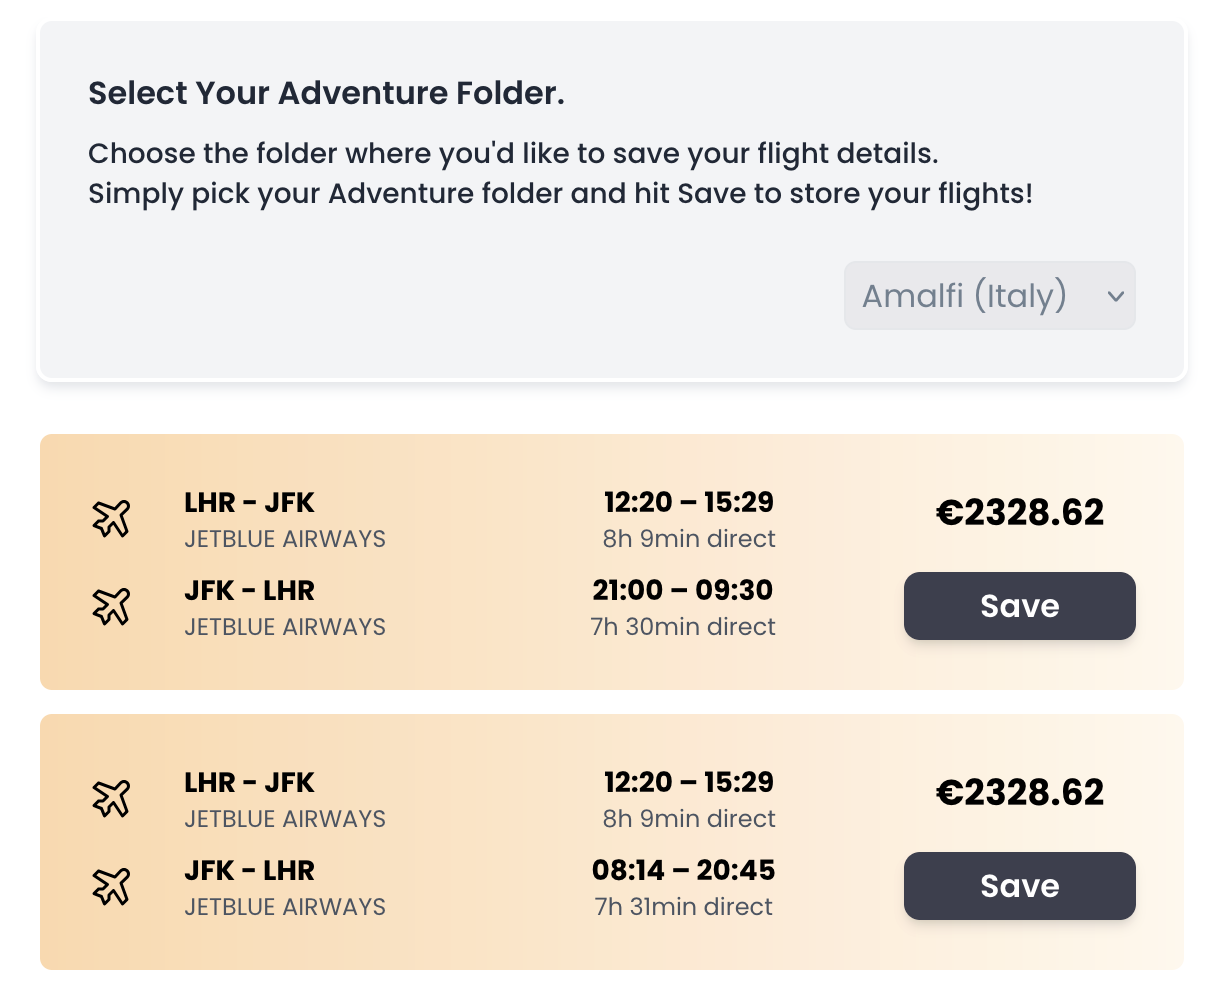 Select Your Adventure Folder.
Choose the folder where you'd like to save your flight details.
Simply pick your Adventure folder and hit Save to store your flights!
Amalfi (Italy)
LHR – JFK
12:20 – 15:29
€2328.62
JETBLUE AIRWAYS
8h 9min direct
JFK – LHR
21:00 – 09:30
Save
JETBLUE AIRWAYS
7h 30min direct
LHR – JFK
12:20 – 15:29
€2328.62
JETBLUE AIRWAYS
8h 9min direct
JFK – LHR
08:14 – 20:45
Save
JETBLUE AIRWAYS
7h 31min direct